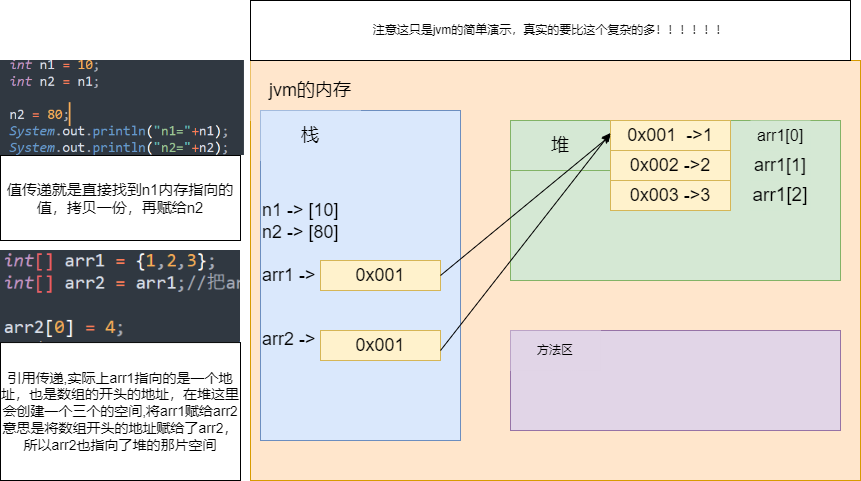 注意这只是jvm的简单演示，真实的要比这个复杂的多！！！！！！
int n1 = 10;
int n2 = n1;
n2 = 80;
System.out.println("n1="+n1);
System.out.println("n2="+n2);
值传递就是直接找到n1内存指向的
值，拷贝一份，再赋给n2
int[] arr1 = {1,2,3};
int[] arr2 = arr1;//把ar
arr2[0] = 4;
引用传递,实际上arr1指向的是一个地
址，也是数组的开头的地址，在堆这里
会创建一个三个的空间,将arr1赋给arr2
意思是将数组开头的地址赋给了arr2，
所以arr2也指向了堆的那片空间
jvm的内存
栈
n1 -> [10]
n2 -> [80]
arr1 -> 0x001
arr2 -> 0x001
堆
0x001 ->1 arr1[0]
0x002 ->2 arr1[1]
0x003 ->3 arr1[2]
方法区